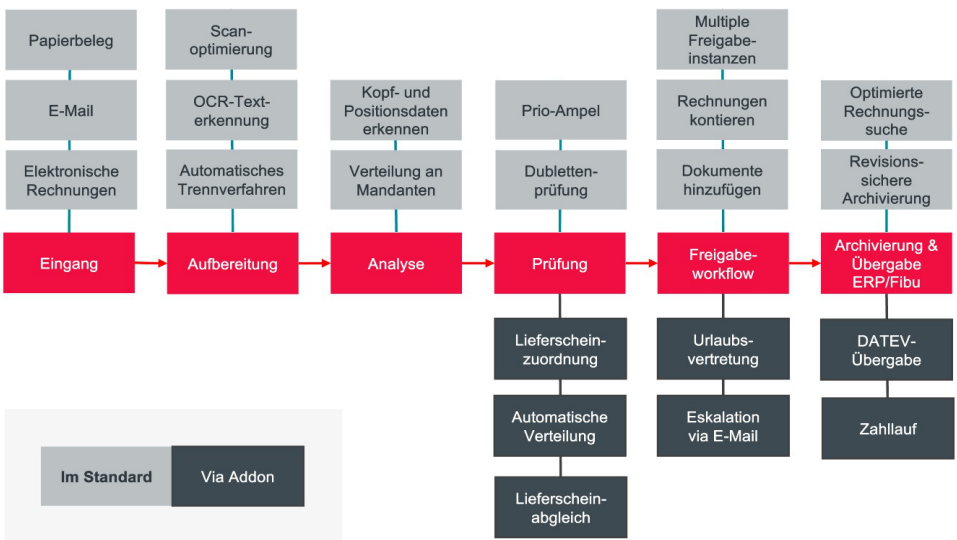 Papierbeleg
E-Mail
Elektronische
Rechnungen
Eingang
Scan-
optimierung
OCR-Text-
erkennung
Automatisches
Trennverfahren
Aufbereitung
Kopf- und
Positionsdaten
erkennen
Verteilung an
Mandanten
Analyse
Prio-Ampel
Dubletten-
prüfung
Prüfung
Lieferschein-
zuordnung
Automatische
Verteilung
Lieferschein-
abgleich
Multiple
Freigabe-
instanzen
Rechnungen
kontieren
Dokumente
hinzufügen
Freigabe-
workflow
Urlaubs-
vertretung
Eskalation
via E-Mail
Optimierte
Rechnungs-
suche
Revisions-
sichere
Archivierung
Archivierung &
Übergabe
ERP/Fibu
DATEV-
Übergabe
Zahllauf
Im Standard
Via Addon